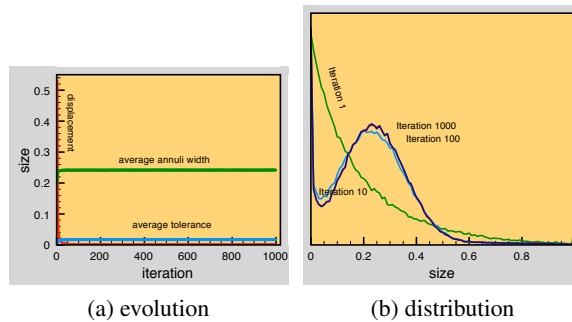 size
0.5
0.4
0.3
0.2
0.1
0
displacement
average annuli width
average tolerance
0 200 400 600 800 1000
iteration
(a) evolution
Iteration 1
Iteration 1000
Iteration 100
Iteration 10
0 0.2 0.4 0.6 0.8
size
(b) distribution